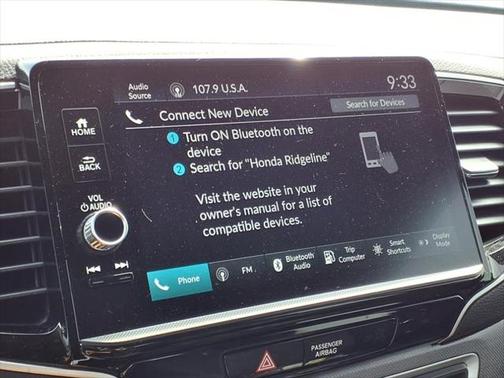 Audio Source
107.9 U.S.A.
9:33
Connect New Device
Search for Devices
HOME
BACK
VOL
AUDIO
1 Turn ON Bluetooth on the
device
2 Search for "Honda Ridgeline"
Visit the website in your
owner's manual for a list of
compatible devices.
Phone
FM
Bluetooth
Audio
Trip
Computer
Smart
Shortcuts
Display
Mode
PASSENGER
AIRBAG